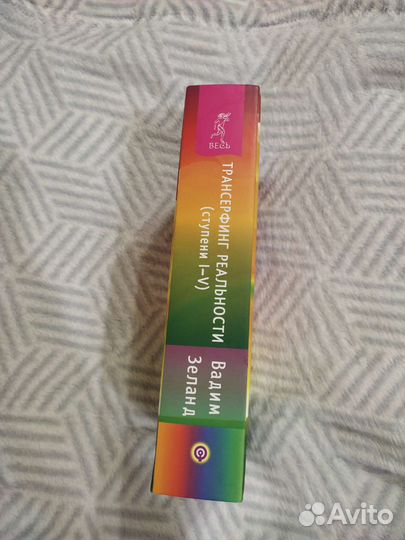 ВЕСЬ
ТРАНСЕРФИНГ РЕАЛЬНОСТИ
(ступени I–V)
Вадим
Зеланд
Avito